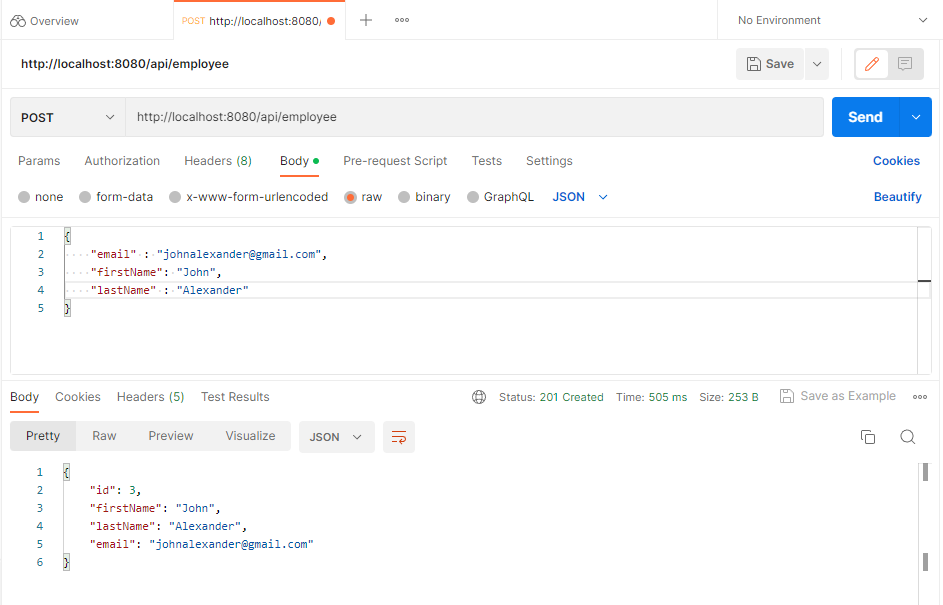 Overview
POST http://localhost:8080/
No Environment
http://localhost:8080/api/employee
Save
POST http://localhost:8080/api/employee Send
Params Authorization Headers (8) Body Pre-request Script Tests Settings Cookies
none form-data x-www-form-urlencoded raw binary GraphQL JSON Beautify
1 {
2 "email" : "johnalexander@gmail.com",
3 "firstName": "John",
4 "lastName" : "Alexander"
5 }
Body Cookies Headers (5) Test Results Status: 201 Created Time: 505 ms Size: 253 B Save as Example
Pretty Raw Preview Visualize JSON
1 {
2 "id": 3,
3 "firstName": "John",
4 "lastName": "Alexander",
5 "email": "johnalexander@gmail.com"
6 }